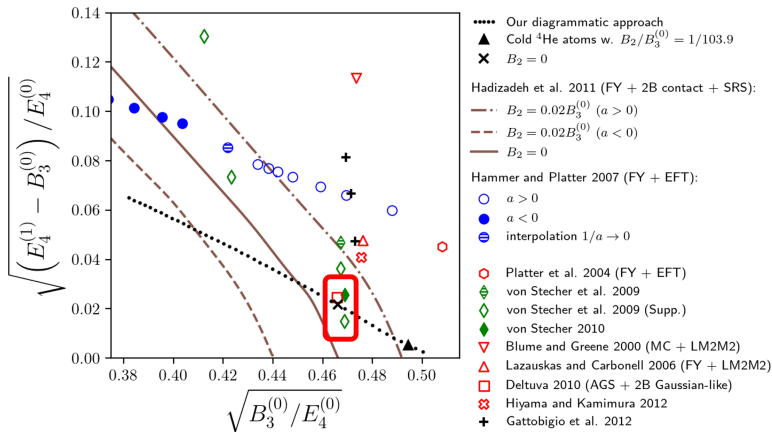 0.14
0.12
0.10
0.08
0.06
0.04
0.02
0.00
0.38 0.40 0.42 0.44 0.46 0.48 0.50
√(E₄⁽¹⁾ − B₃⁽⁰⁾) / E₄⁽⁰⁾
√B₃⁽⁰⁾/E₄⁽⁰⁾
Our diagrammatic approach
Cold ⁴He atoms w. B₂/B₃⁽⁰⁾ = 1/103.9
B₂ = 0
Hadizadeh et al. 2011 (FY + 2B contact + SRS):
B₂ = 0.02B₃⁽⁰⁾ (a > 0)
B₂ = 0.02B₃⁽⁰⁾ (a < 0)
B₂ = 0
Hammer and Platter 2007 (FY + EFT):
a > 0
a < 0
interpolation 1/a → 0
Platter et al. 2004 (FY + EFT)
von Stecher et al. 2009
von Stecher et al. 2009 (Supp.)
von Stecher 2010
Blume and Greene 2000 (MC + LM2M2)
Lazauskas and Carbonell 2006 (FY + LM2M2)
Deltuva 2010 (AGS + 2B Gaussian-like)
Hiyama and Kamimura 2012
Gattobigio et al. 2012